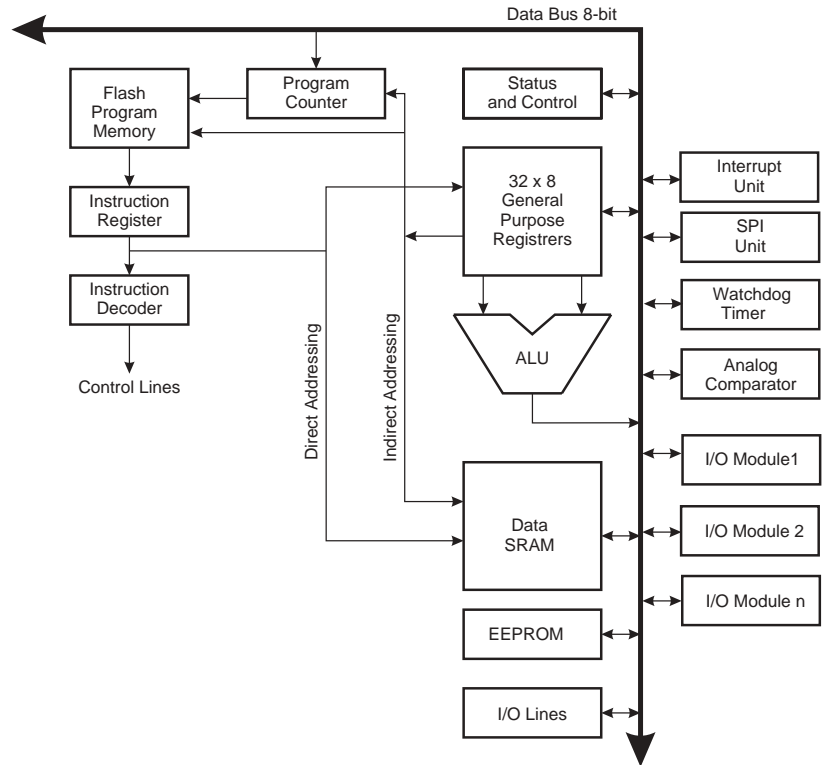 Data Bus 8-bit
Flash
Program
Memory
Program
Counter
Status
and Control
Interrupt
Unit
32 x 8
General
Purpose
Registrers
Instruction
Register
SPI
Unit
Instruction
Decoder
Watchdog
Timer
Direct Addressing
Indirect Addressing
ALU
Analog
Comparator
Control Lines
I/O Module1
Data
SRAM
I/O Module 2
I/O Module n
EEPROM
I/O Lines